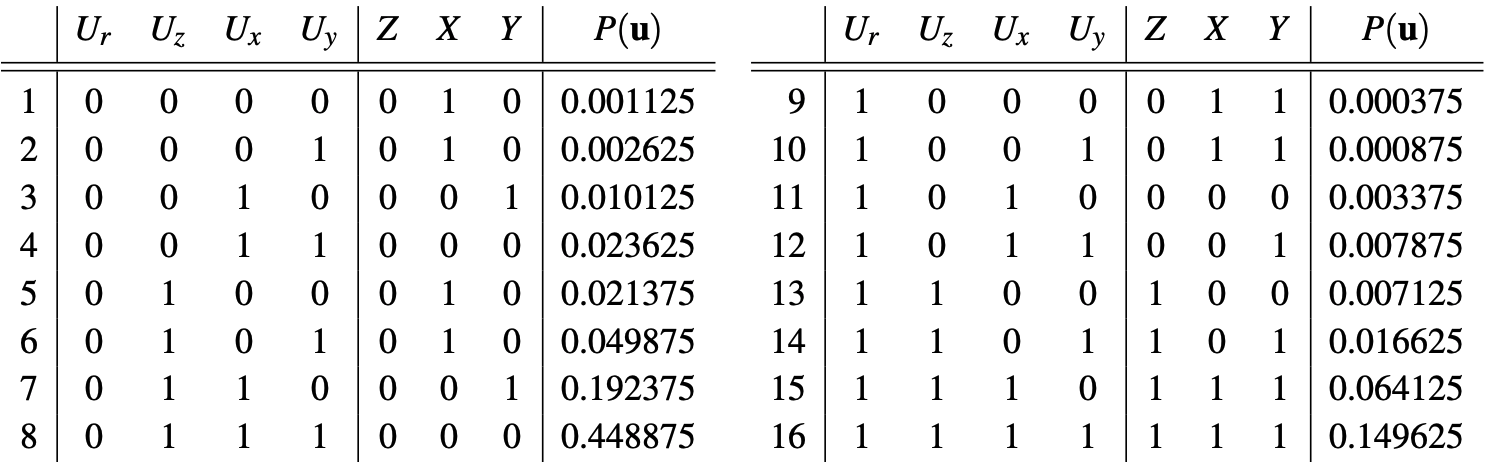 U_r U_z U_x U_y Z X Y P(u) U_r U_z U_x U_y Z X Y P(u)
1 0 0 0 0 0 1 0 0.001125 9 1 0 0 0 0 1 1 0.000375
2 0 0 0 1 0 1 0 0.002625 10 1 0 0 1 0 1 1 0.000875
3 0 0 1 0 0 0 1 0.010125 11 1 0 1 0 0 0 0 0.003375
4 0 0 1 1 0 0 0 0.023625 12 1 0 1 1 0 0 1 0.007875
5 0 1 0 0 0 1 0 0.021375 13 1 1 0 0 1 0 0 0.007125
6 0 1 0 1 0 1 0 0.049875 14 1 1 0 1 1 0 1 0.016625
7 0 1 1 0 0 0 1 0.192375 15 1 1 1 0 1 1 1 0.064125
8 0 1 1 1 0 0 0 0.448875 16 1 1 1 1 1 1 1 0.149625